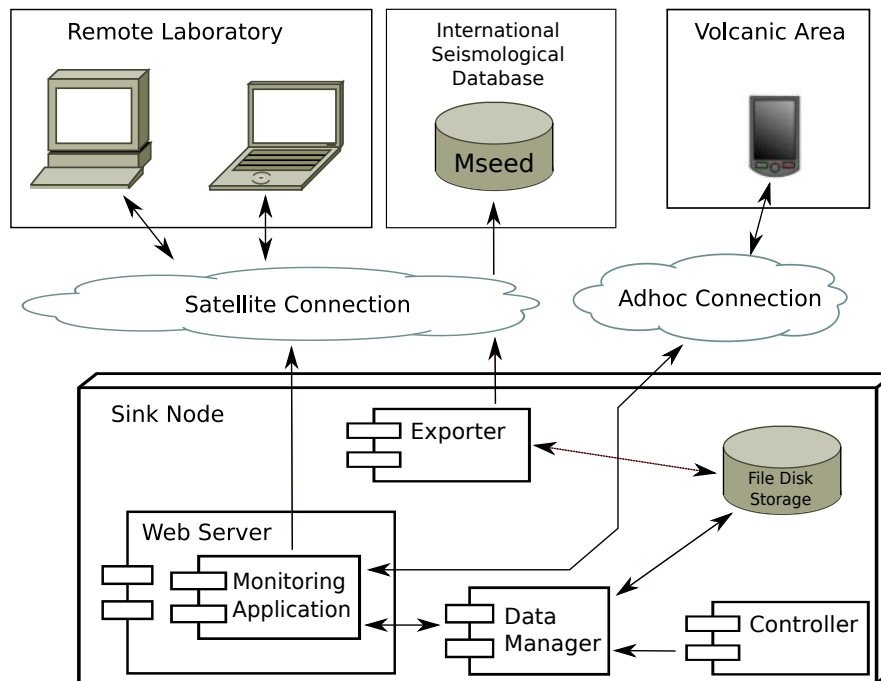 Remote Laboratory
International
Seismological
Database
Mseed
Volcanic Area
Satellite Connection
Adhoc Connection
Sink Node
Exporter
File Disk
Storage
Web Server
Monitoring
Application
Data
Manager
Controller